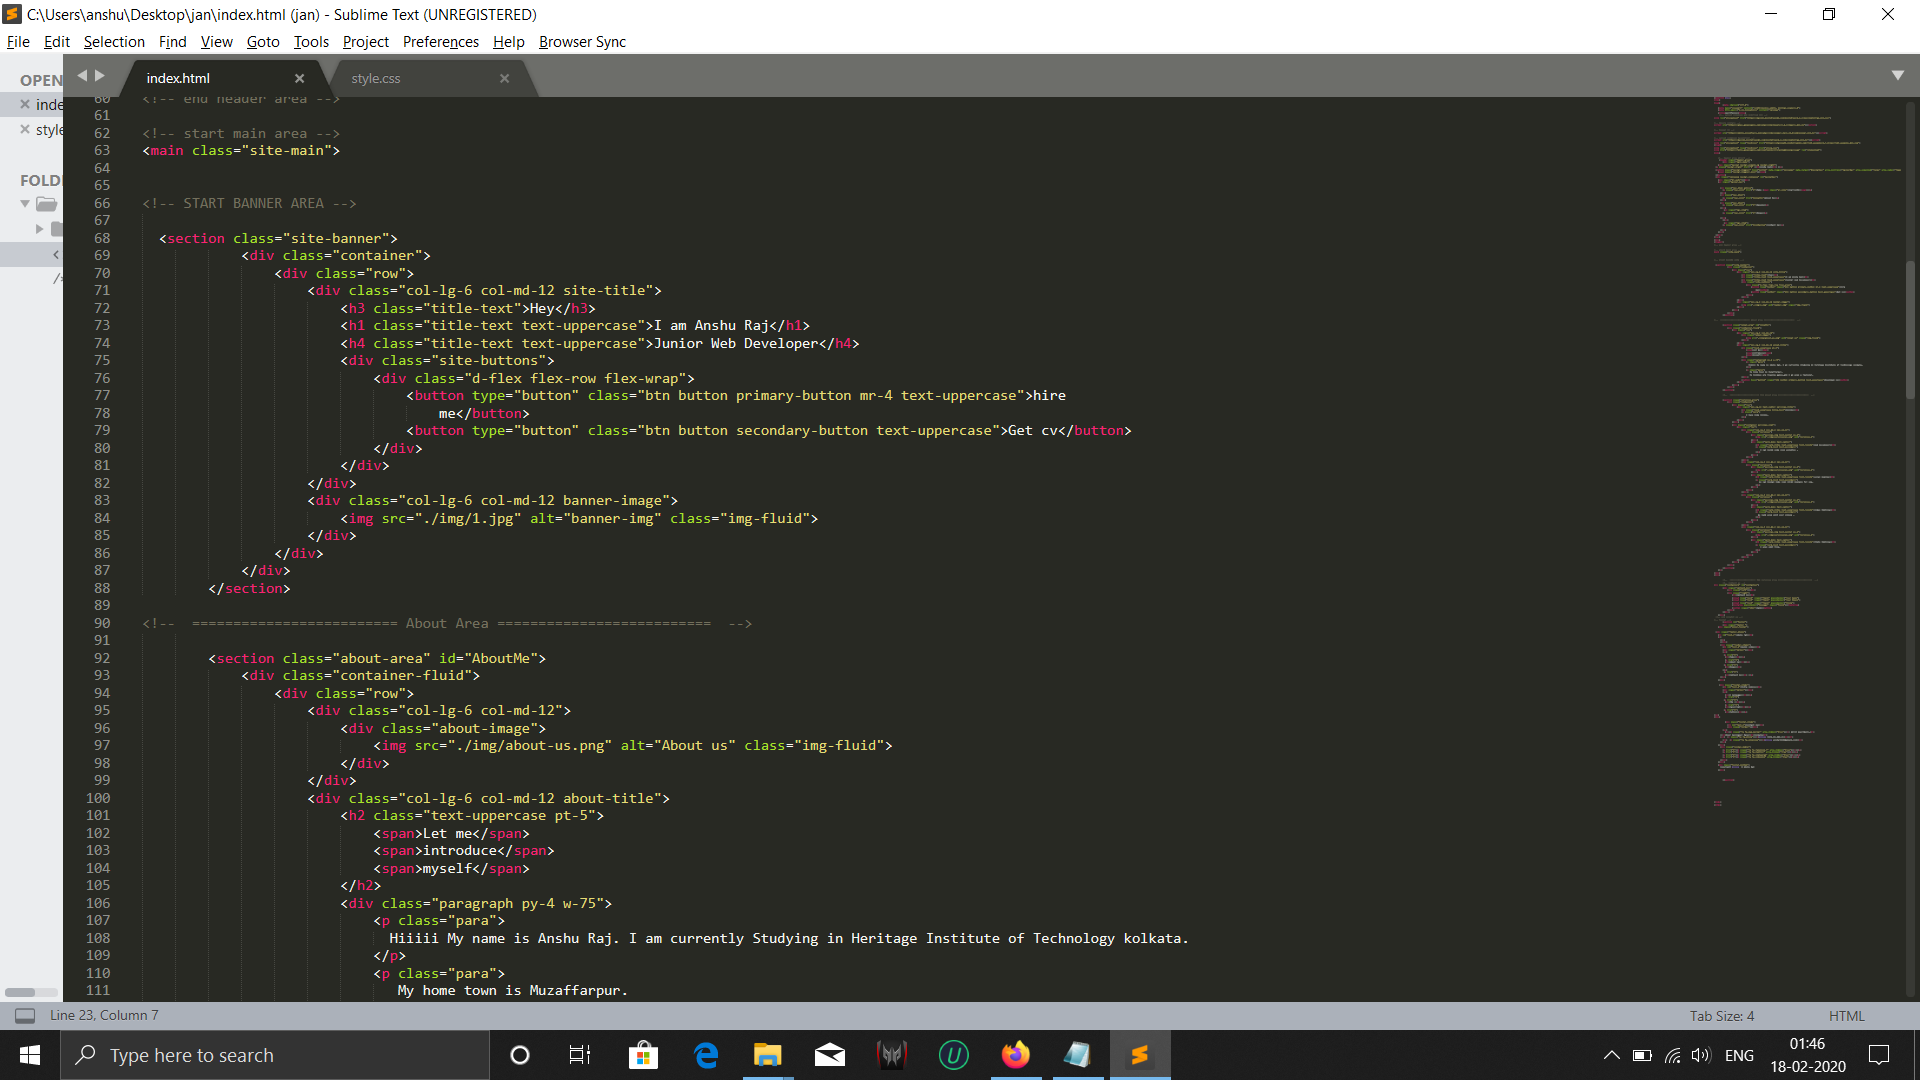 C:\Users\anshu\Desktop\jan\index.html (jan) - Sublime Text (UNREGISTERED)
File Edit Selection Find View Goto Tools Project Preferences Help Browser Sync
OPEN
inde
style
FOLD
<
/*
index.html
style.css
60 <!-- end header area -->
61
62 <!-- start main area -->
63 <main class="site-main">
64
65
66 <!-- START BANNER AREA -->
67
68 <section class="site-banner">
69 <div class="container">
70 <div class="row">
71 <div class="col-lg-6 col-md-12 site-title">
72 <h3 class="title-text">Hey</h3>
73 <h1 class="title-text text-uppercase">I am Anshu Raj</h1>
74 <h4 class="title-text text-uppercase">Junior Web Developer</h4>
75 <div class="site-buttons">
76 <div class="d-flex flex-row flex-wrap">
77 <button type="button" class="btn button primary-button mr-4 text-uppercase">hire
78 me</button>
79 <button type="button" class="btn button secondary-button text-uppercase">Get cv</button>
80 </div>
81 </div>
82 </div>
83 <div class="col-lg-6 col-md-12 banner-image">
84 <img src="./img/1.jpg" alt="banner-img" class="img-fluid">
85 </div>
86 </div>
87 </div>
88 </section>
89
90 <!--  ========================= About Area ==========================  -->
91
92 <section class="about-area" id="AboutMe">
93 <div class="container-fluid">
94 <div class="row">
95 <div class="col-lg-6 col-md-12">
96 <div class="about-image">
97 <img src="./img/about-us.png" alt="About us" class="img-fluid">
98 </div>
99 </div>
100 <div class="col-lg-6 col-md-12 about-title">
101 <h2 class="text-uppercase pt-5">
102 <span>Let me</span>
103 <span>introduce</span>
104 <span>myself</span>
105 </h2>
106 <div class="paragraph py-4 w-75">
107 <p class="para">
108 Hiiiii My name is Anshu Raj. I am currently Studying in Heritage Institute of Technology kolkata.
109 </p>
110 <p class="para">
111 My home town is Muzaffarpur.
Line 23, Column 7
Tab Size: 4
HTML
Type here to search
ENG
01:46
18-02-2020